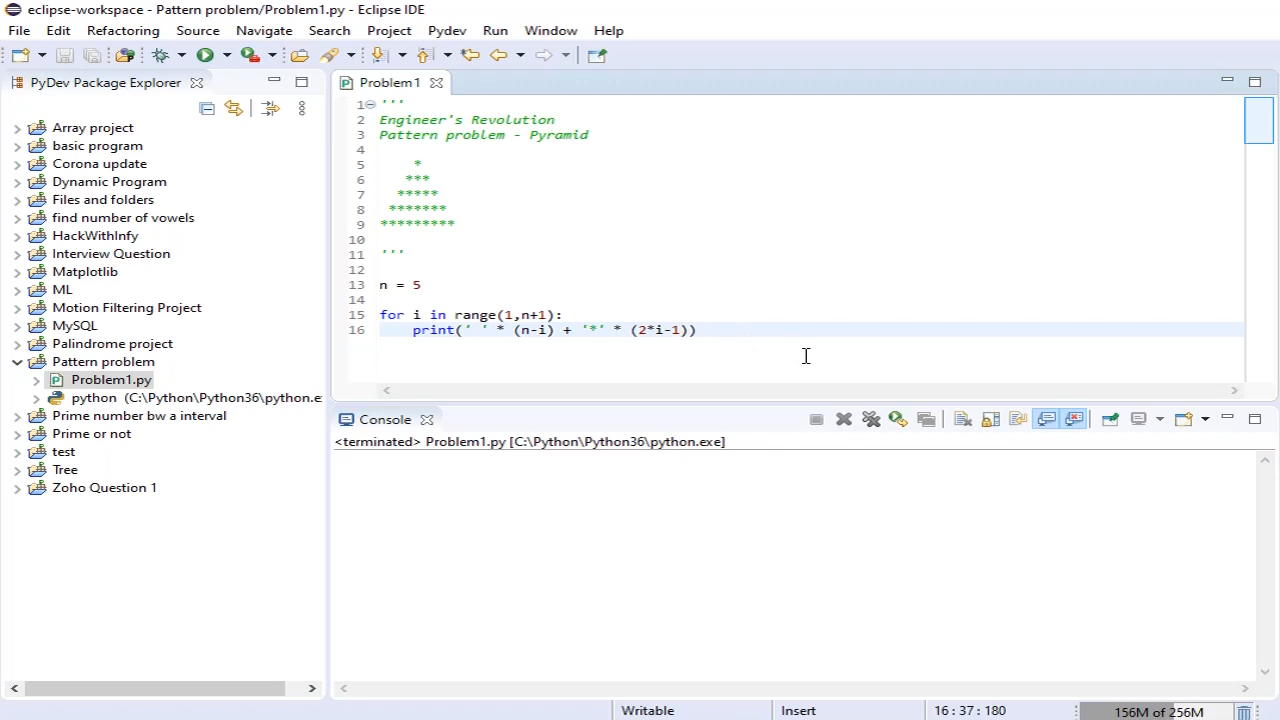 eclipse-workspace - Pattern problem/Problem1.py - Eclipse IDE
File Edit Refactoring Source Navigate Search Project Pydev Run Window Help
PyDev Package Explorer
Array project
basic program
Corona update
Dynamic Program
Files and folders
find number of vowels
HackWithInfy
Interview Question
Matplotlib
ML
Motion Filtering Project
MySQL
Palindrome project
Pattern problem
Problem1.py
python (C:\Python\Python36\python.e
Prime number bw a interval
Prime or not
test
Tree
Zoho Question 1
Problem1
1 '''
2 Engineer's Revolution
3 Pattern problem - Pyramid
4
5     *
6    ***
7   *****
8  *******
9 *********
10
11 '''
12
13 n = 5
14
15 for i in range(1,n+1):
16     print(' ' * (n-i) + '*' * (2*i-1))
Console
<terminated> Problem1.py [C:\Python\Python36\python.exe]
Writable Insert 16 : 37 : 180 156M of 256M